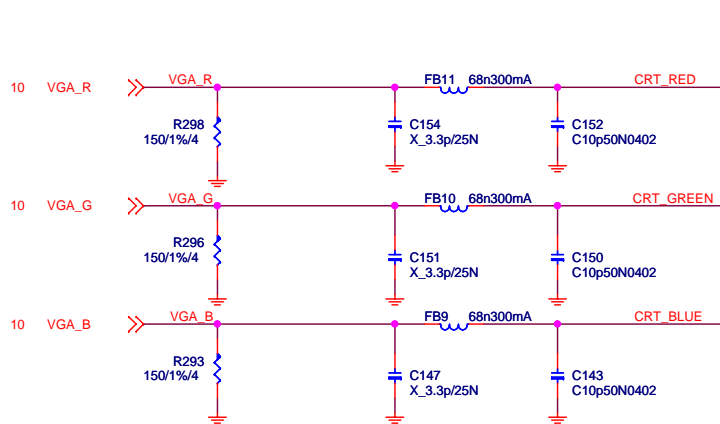 10 VGA_R VGA_R FB11 68n300mA CRT_RED
R298 C154 C152
150/1%/4 X_3.3p/25N C10p50N0402
10 VGA_G VGA_G FB10 68n300mA CRT_GREEN
R296 C151 C150
150/1%/4 X_3.3p/25N C10p50N0402
10 VGA_B VGA_B FB9 68n300mA CRT_BLUE
R293 C147 C143
150/1%/4 X_3.3p/25N C10p50N0402